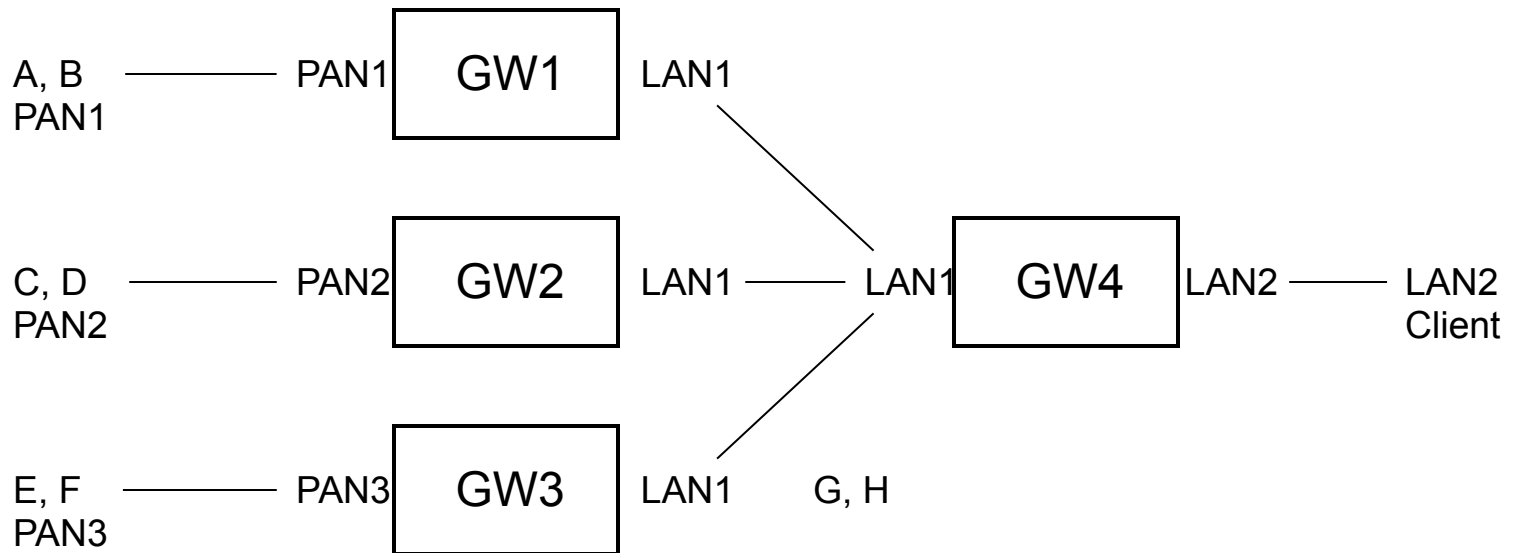 A, B
PAN1
PAN1
GW1
LAN1
C, D
PAN2
PAN2
GW2
LAN1
LAN1
GW4
LAN2
LAN2
Client
E, F
PAN3
PAN3
GW3
LAN1
G, H